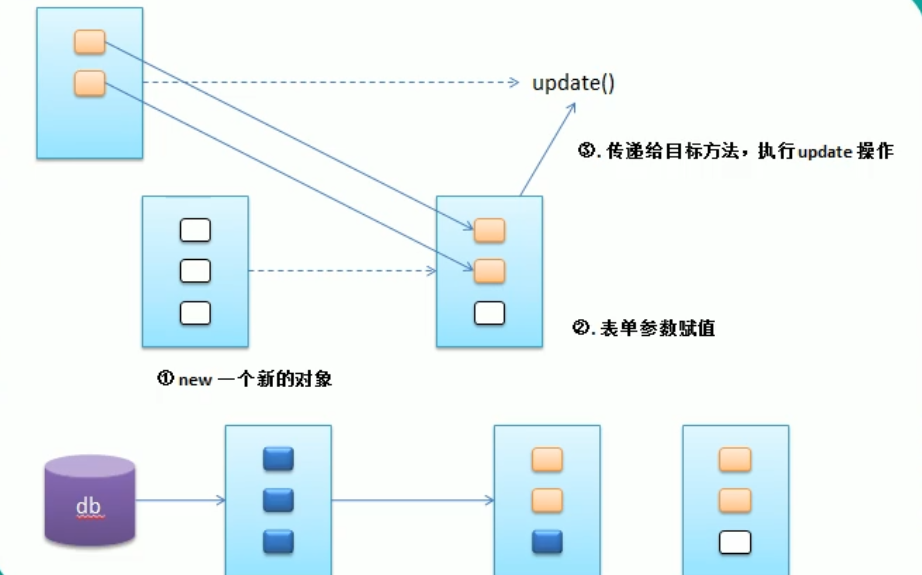 update()
③. 传递给目标方法，执行update 操作
②. 表单参数赋值
① new 一个新的对象
db